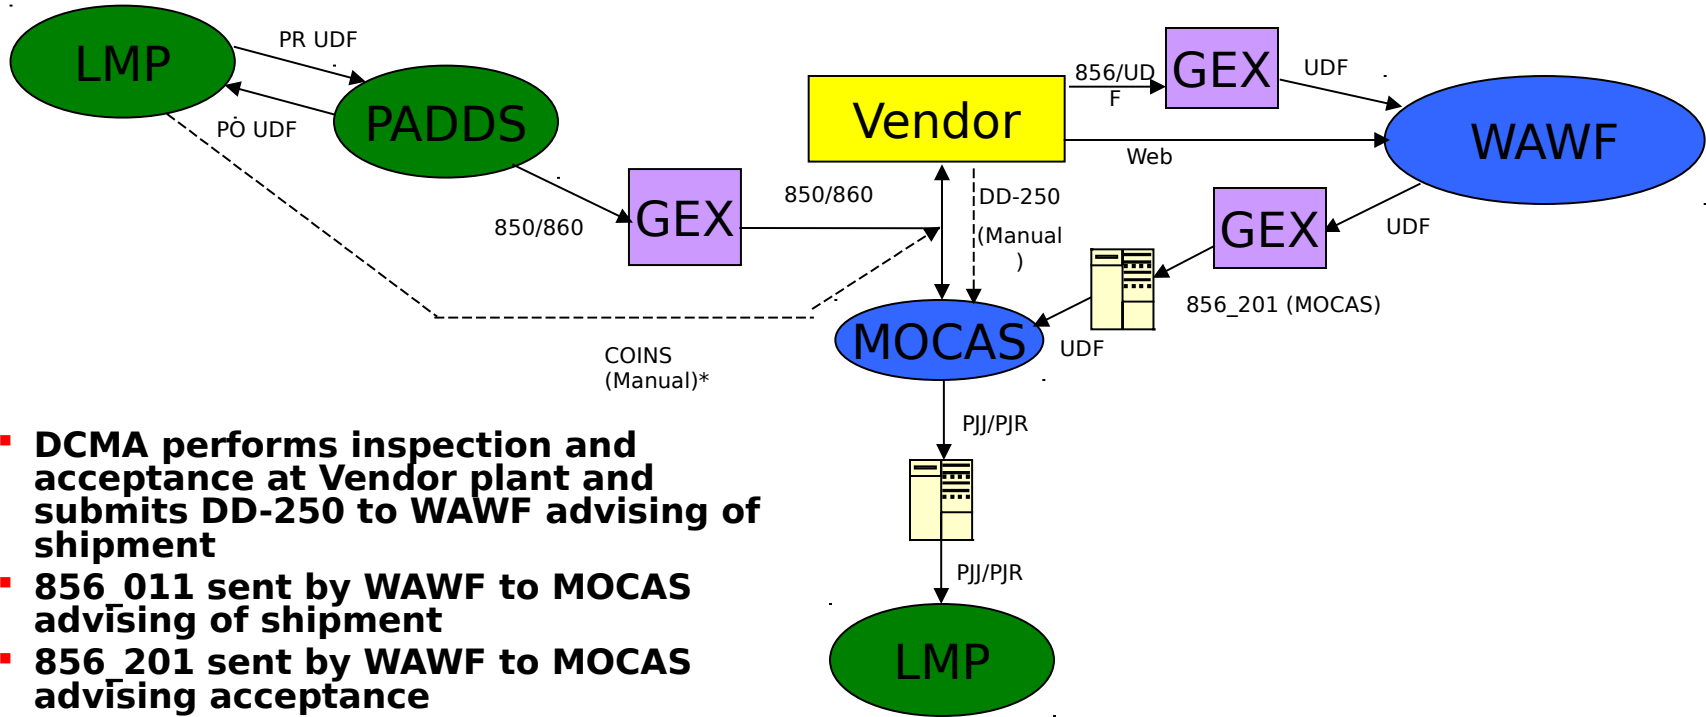 LMP
PR UDF
PO UDF
PADDS
850/860
GEX
850/860
Vendor
856/UD
F
GEX
UDF
Web
WAWF
UDF
GEX
856_201 (MOCAS)
UDF
DD-250
(Manual
)
MOCAS
COINS
(Manual)*
PJJ/PJR
PJJ/PJR
LMP
DCMA performs inspection and
acceptance at Vendor plant and
submits DD-250 to WAWF advising of
shipment
856_011 sent by WAWF to MOCAS
advising of shipment
856_201 sent by WAWF to MOCAS
advising acceptance